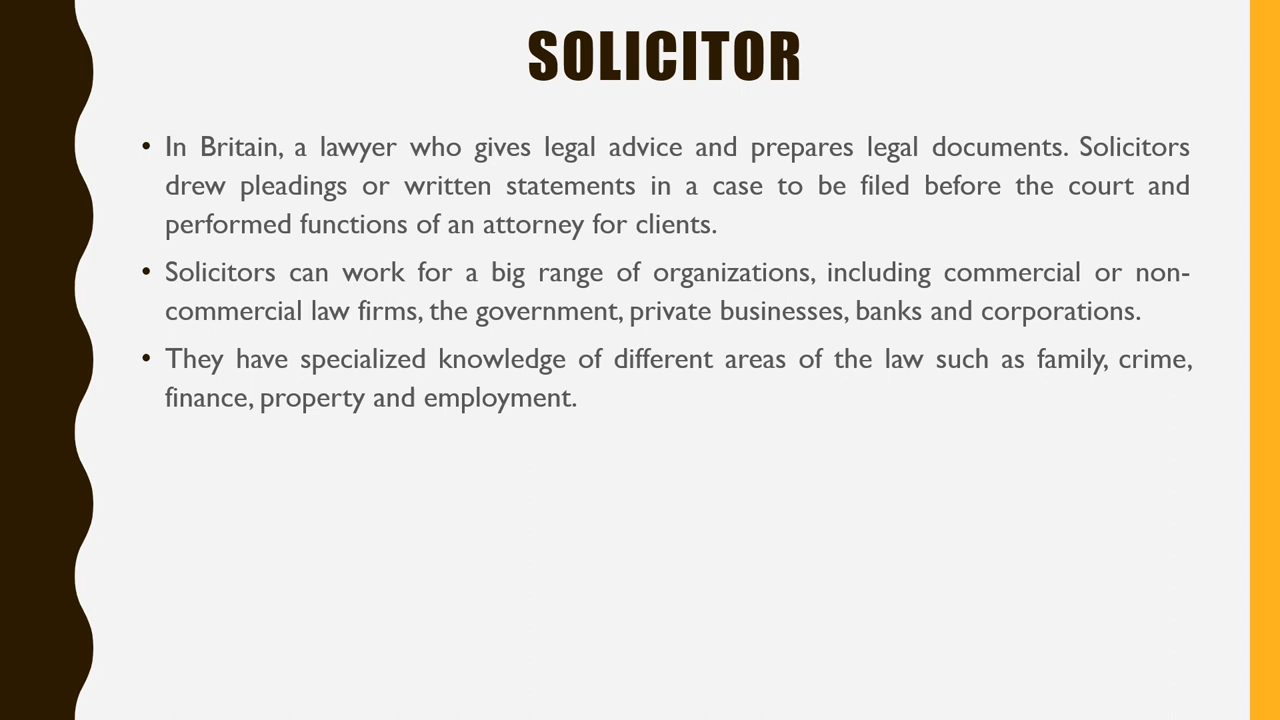 SOLICITOR
• In Britain, a lawyer who gives legal advice and prepares legal documents. Solicitors
drew pleadings or written statements in a case to be filed before the court and
performed functions of an attorney for clients.
• Solicitors can work for a big range of organizations, including commercial or non-
commercial law firms, the government, private businesses, banks and corporations.
• They have specialized knowledge of different areas of the law such as family, crime,
finance, property and employment.